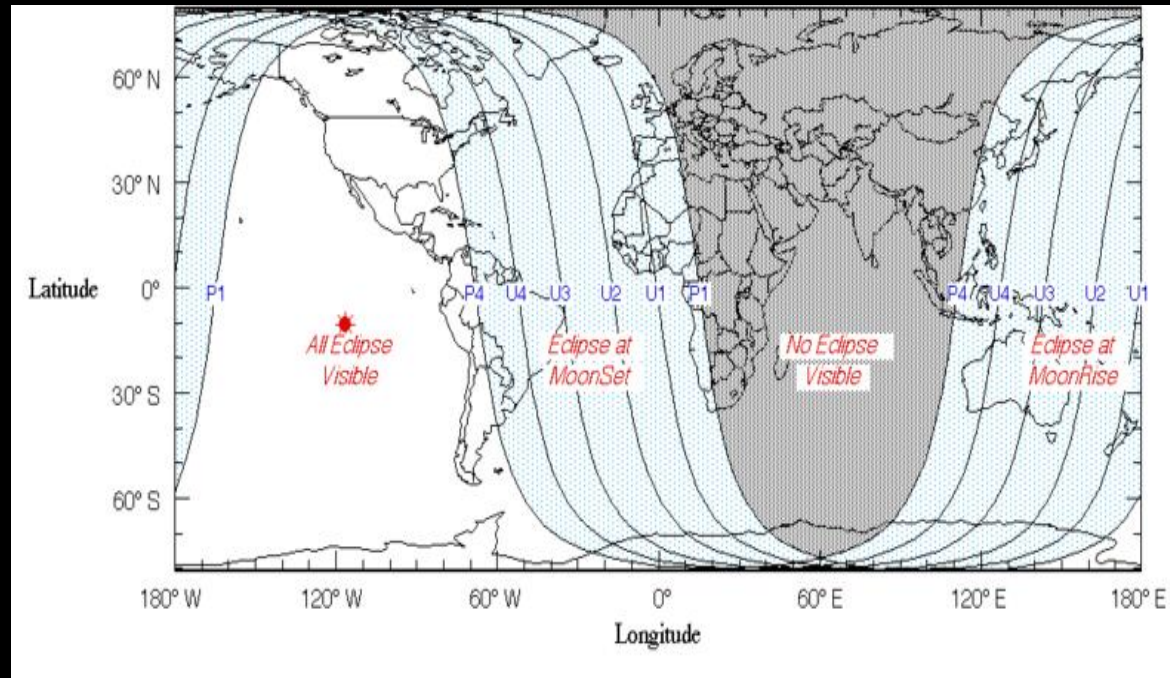 60° N
30° N
Latitude
0°
30° S
60° S
P1
P4
U4
U3
U2
U1
P1
P4
U4
U3
U2
U1
All Eclipse
Visible
Eclipse at
MoonSet
No Eclipse
Visible
Eclipse at
MoonRise
180° W
120° W
60° W
0°
60° E
120° E
180° E
Longitude